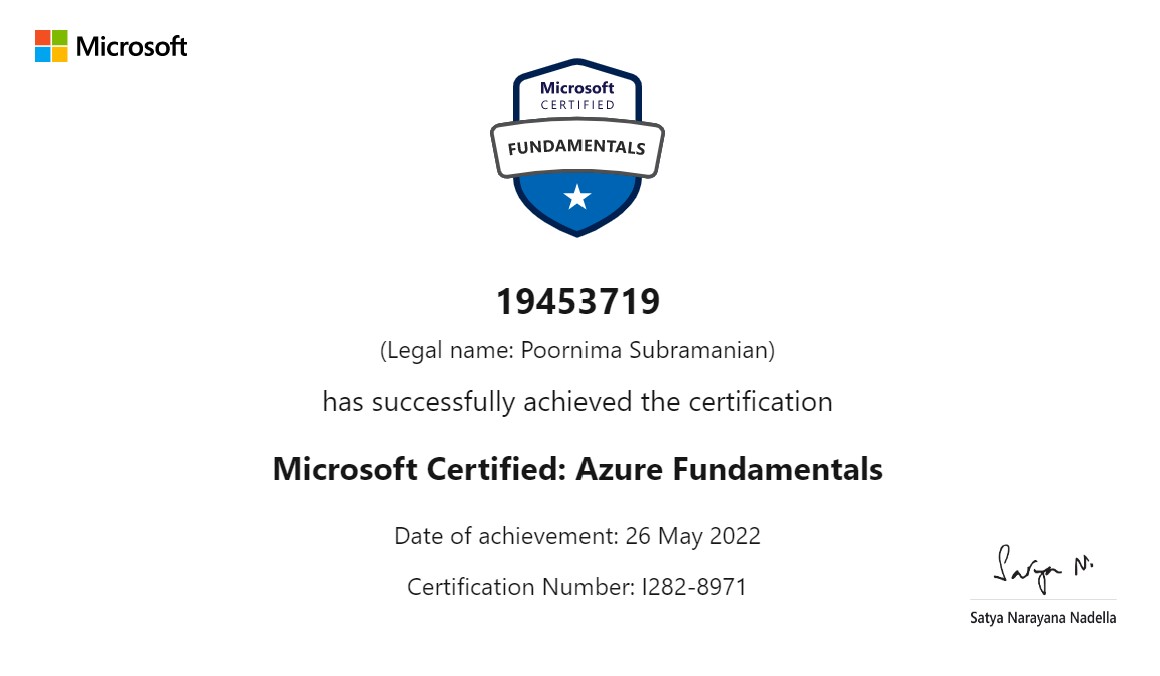 Microsoft
Microsoft
CERTIFIED
FUNDAMENTALS
19453719
(Legal name: Poornima Subramanian)
has successfully achieved the certification
Microsoft Certified: Azure Fundamentals
Date of achievement: 26 May 2022
Certification Number: I282-8971
Satya N.
Satya Narayana Nadella